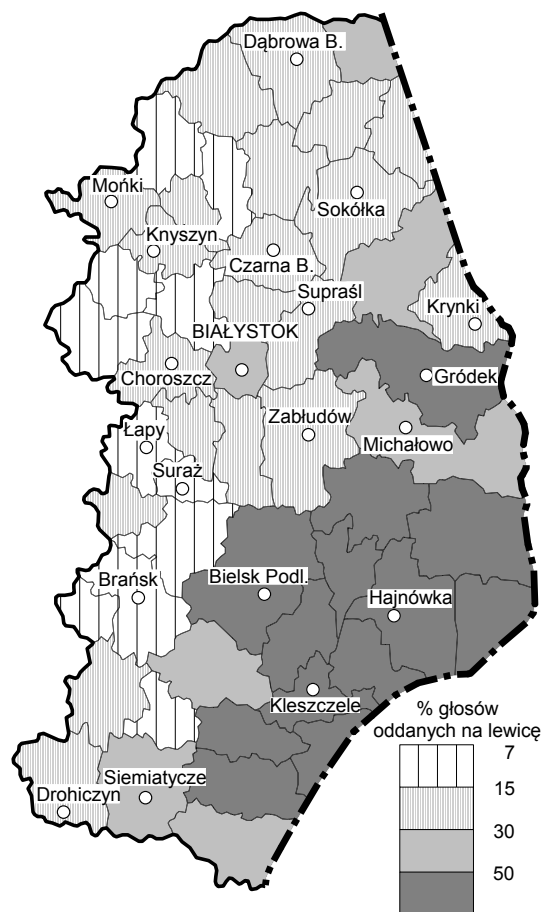 Dąbrowa B.
Mońki
Sokółka
Knyszyn
Czarna B.
Supraśl
Krynki
BIAŁYSTOK
Choroszcz
Gródek
Zabłudów
Łapy
Michałowo
Suraż
Brańsk
Bielsk Podl.
Hajnówka
Kleszczele
Siemiatycze
Drohiczyn
% głosów
oddanych na lewicę
7
15
30
50